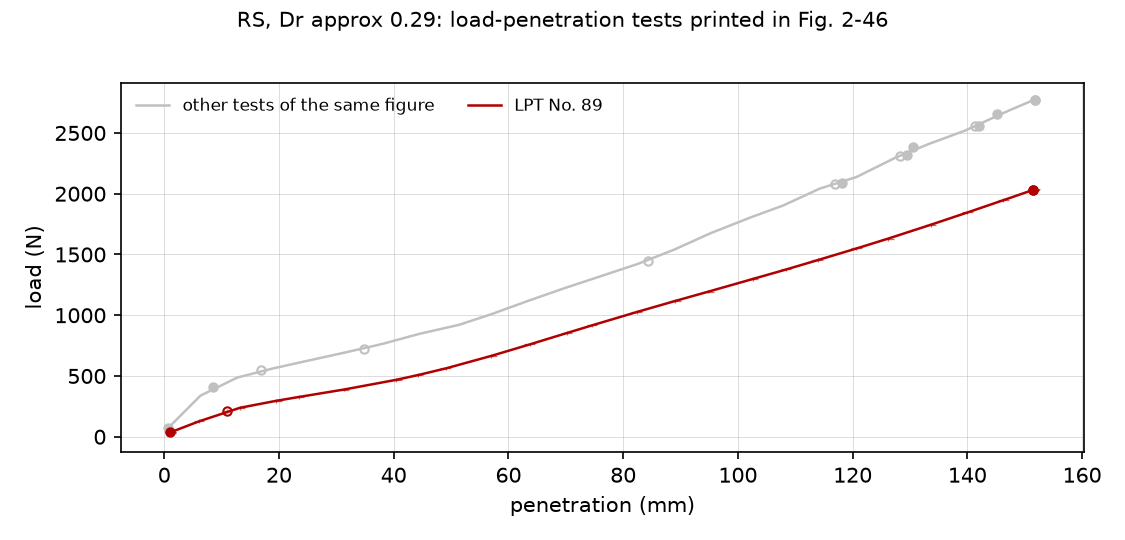 RS, Dr approx 0.29: load-penetration tests printed in Fig. 2-46
other tests of the same figure
LPT No. 89
load (N)
2500
2000
1500
1000
500
0
0 20 40 60 80 100 120 140 160
penetration (mm)